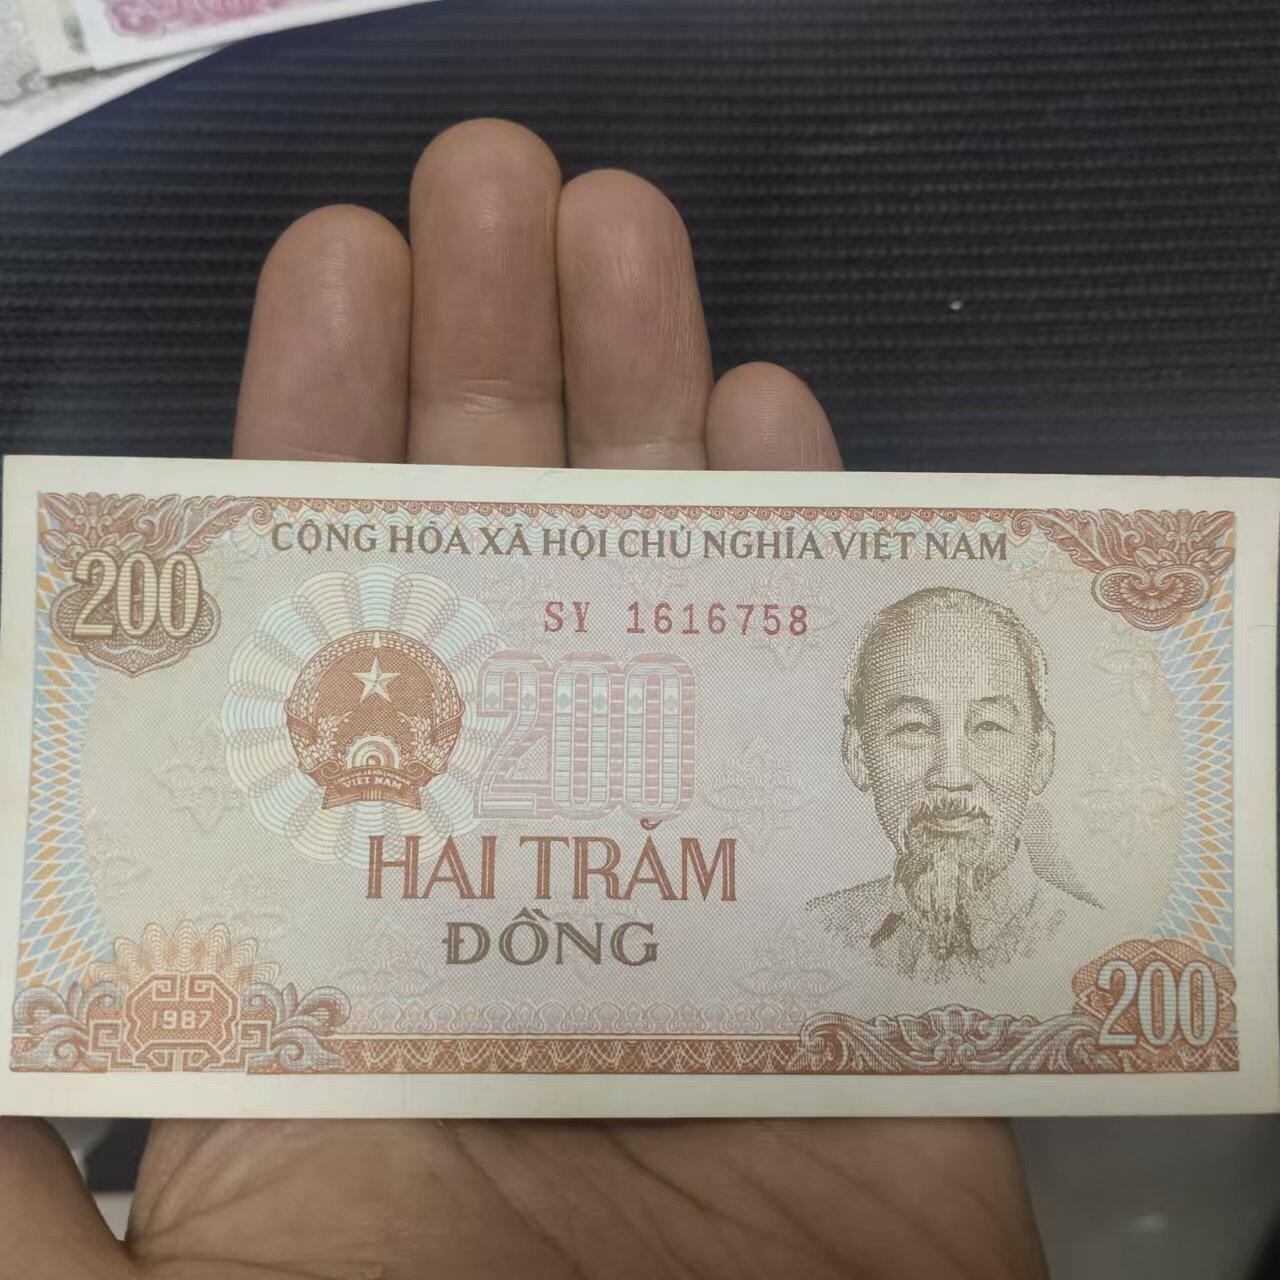 CỘNG HÒA XÃ HỘI CHỦ NGHĨA VIỆT NAM
200
SY 1616758
200
VIỆT NAM
HAI TRĂM
ĐỒNG
1987
200